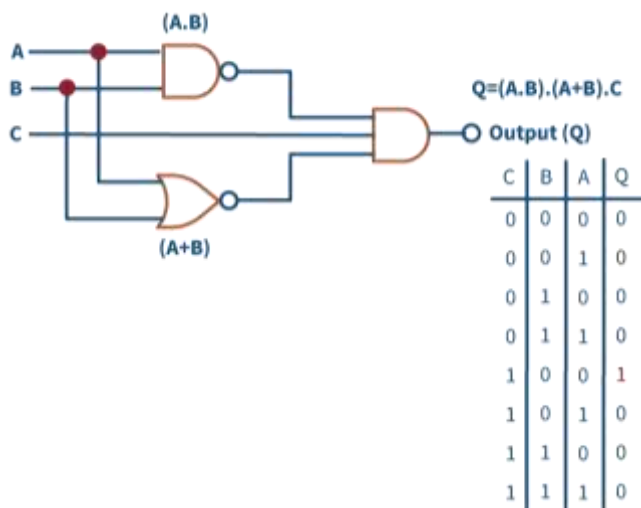 (A.B)
A
B
C
Q=(A.B).(A+B).C
Output (Q)
(A+B)
C B A Q
0 0 0 0
0 0 1 0
0 1 0 0
0 1 1 0
1 0 0 1
1 0 1 0
1 1 0 0
1 1 1 0